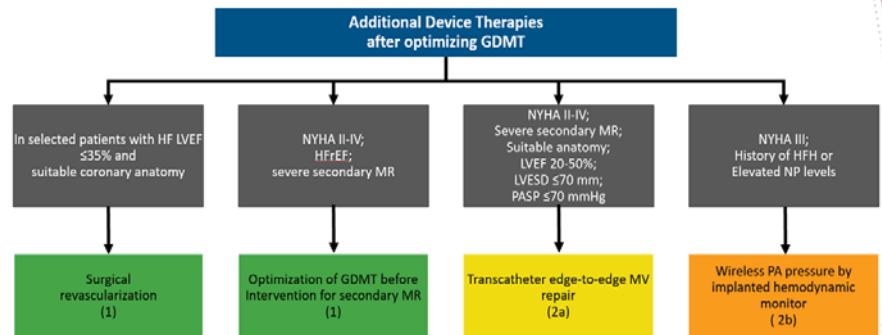 Additional Device Therapies
after optimizing GDMT
In selected patients with HF LVEF
≤35% and
suitable coronary anatomy
NYHA II-IV;
HFrEF;
severe secondary MR
NYHA II-IV;
Severe secondary MR;
Suitable anatomy;
LVEF 20-50%;
LVESD ≤70 mm;
PASP ≤70 mmHg
NYHA III;
History of HFH or
Elevated NP levels
Surgical
revascularization
(1)
Optimization of GDMT before
Intervention for secondary MR
(1)
Transcatheter edge-to-edge MV
repair
(2a)
Wireless PA pressure by
implanted hemodynamic
monitor
( 2b)